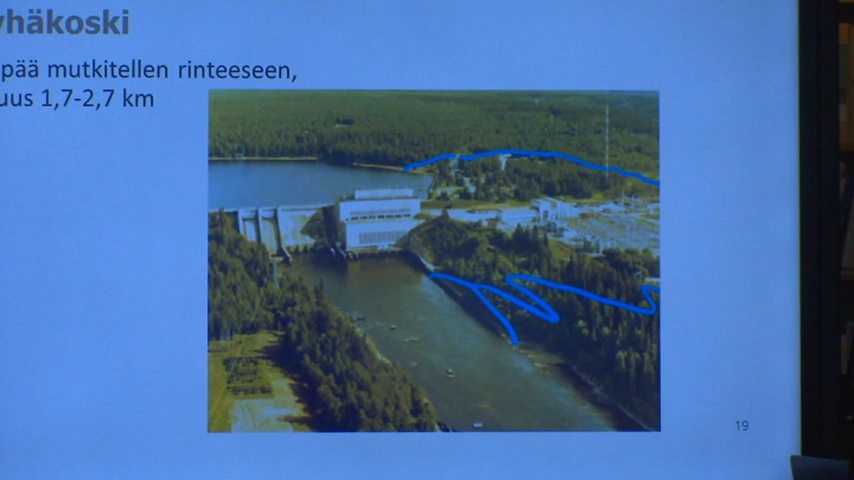 yhäkoski
pää mutkitellen rinteeseen,
uus 1,7-2,7 km
19